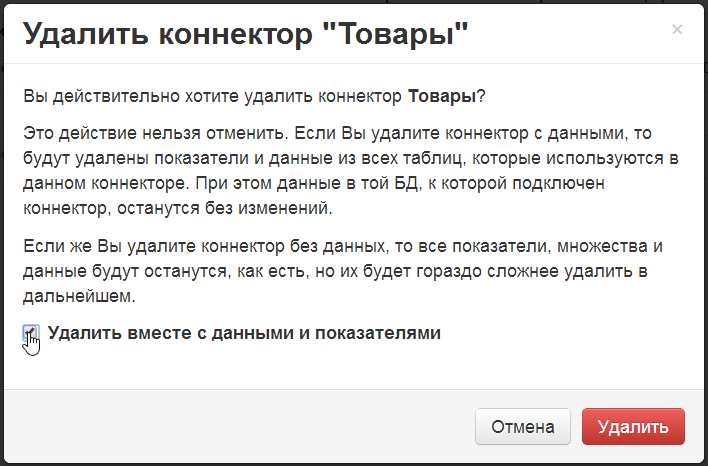 Удалить коннектор "Товары"
×
Вы действительно хотите удалить коннектор Товары?
Это действие нельзя отменить. Если Вы удалите коннектор с данными, то
будут удалены показатели и данные из всех таблиц, которые используются в
данном коннекторе. При этом данные в той БД, к которой подключен
коннектор, останутся без изменений.
Если же Вы удалите коннектор без данных, то все показатели, множества и
данные будут останутся, как есть, но их будет гораздо сложнее удалить в
дальнейшем.
Удалить вместе с данными и показателями
Отмена
Удалить